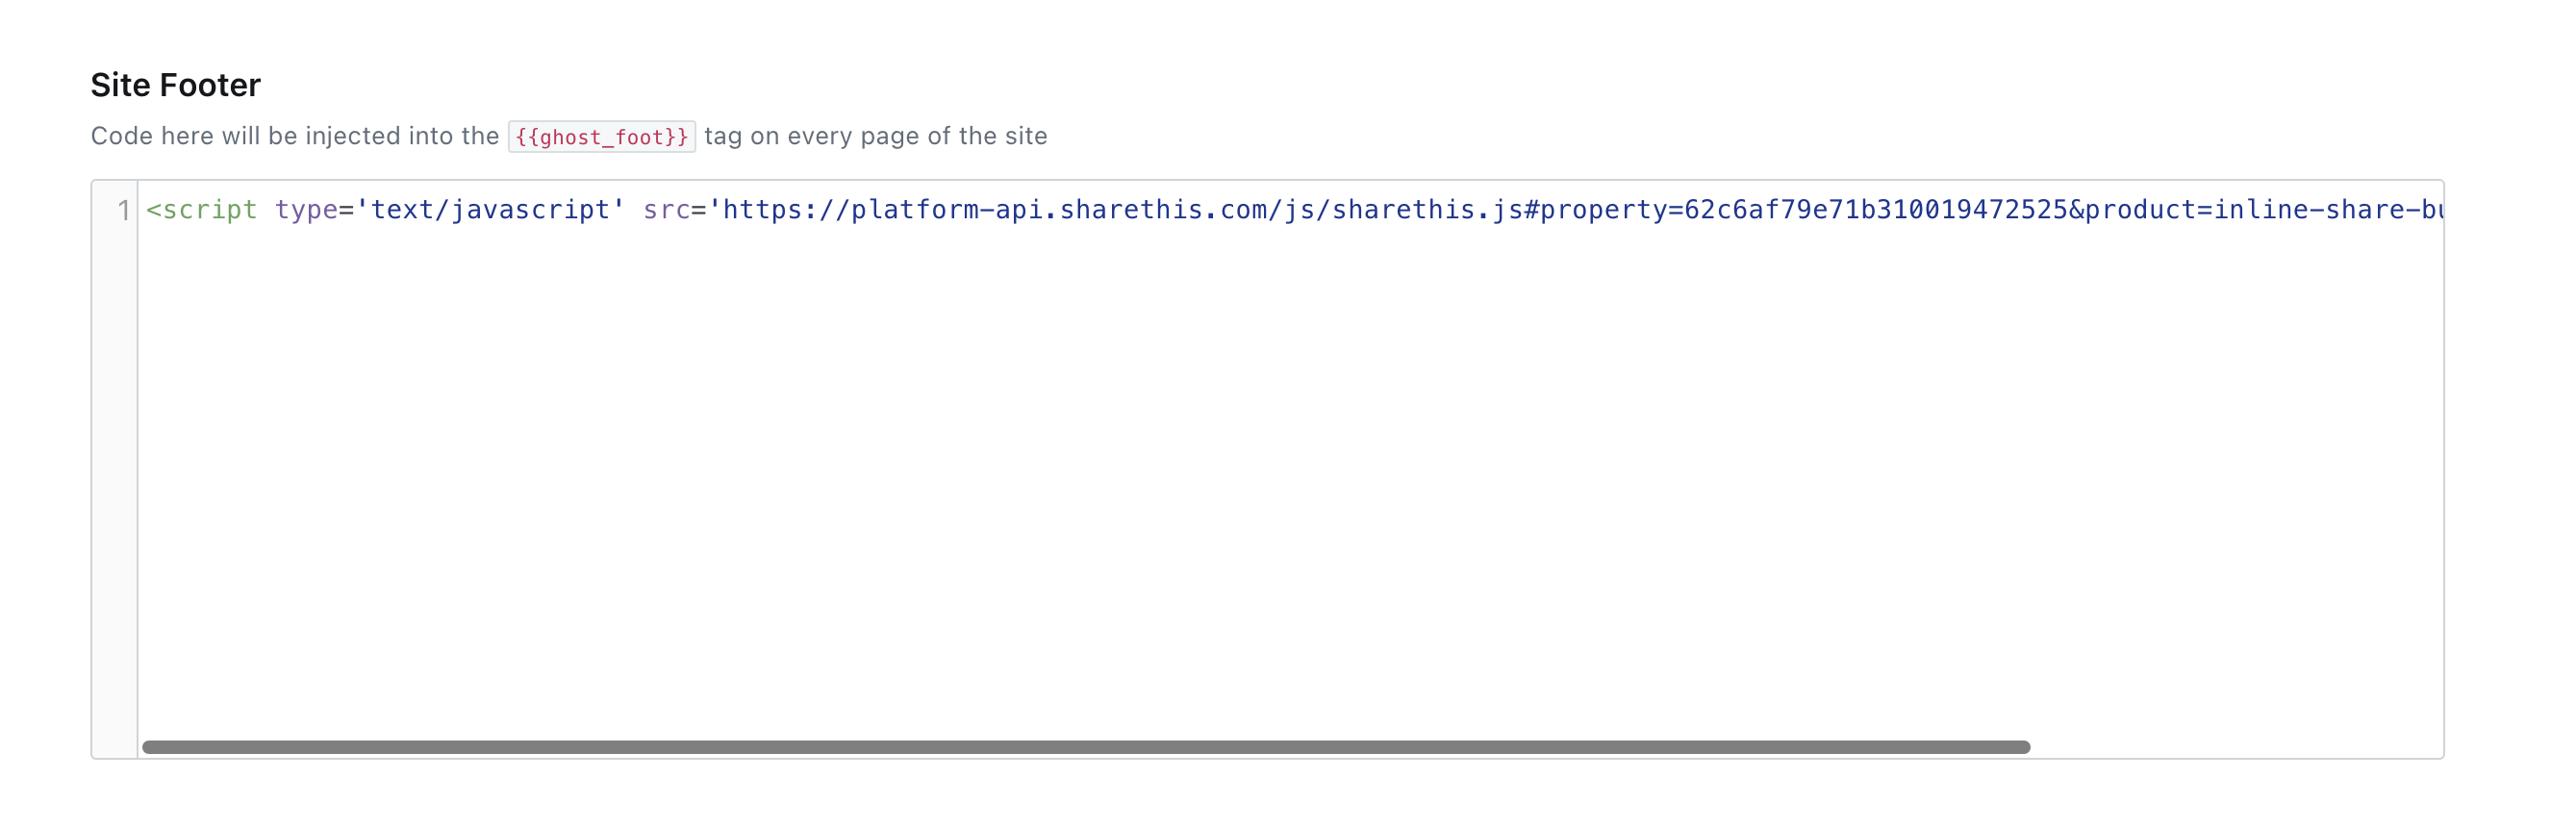 Site Footer
Code here will be injected into the {{ghost_foot}} tag on every page of the site
1 <script type='text/javascript' src='https://platform-api.sharethis.com/js/sharethis.js#property=62c6af79e71b310019472525&product=inline-share-bu